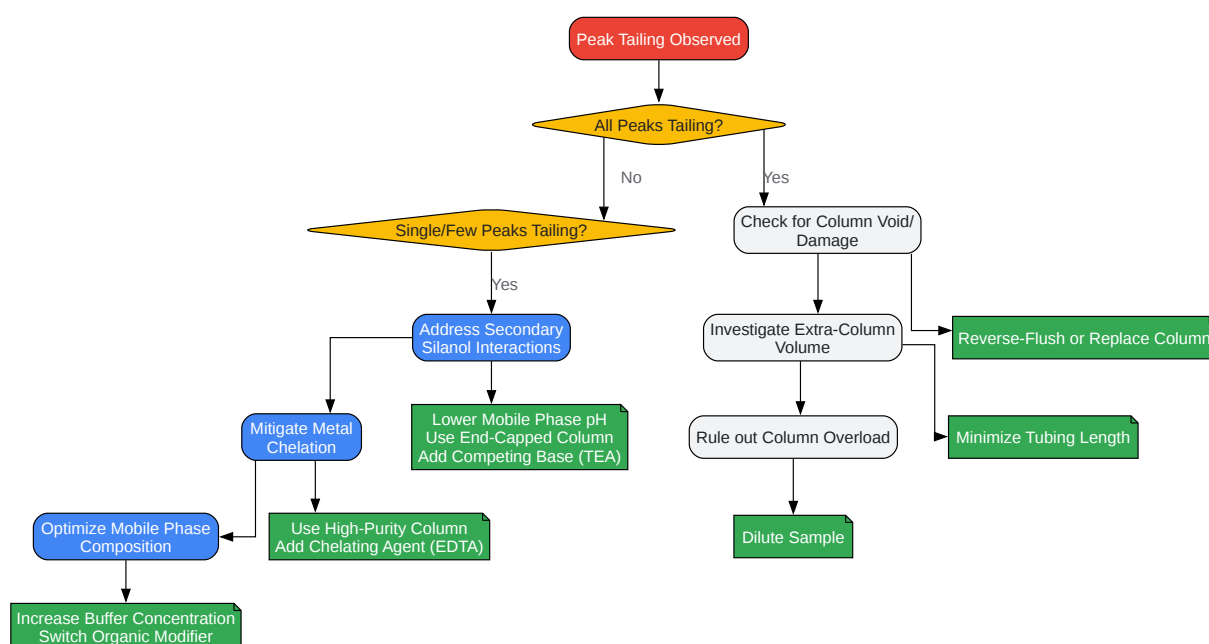 Peak Tailing Observed
All Peaks Tailing?
No
Yes
Single/Few Peaks Tailing?
Check for Column Void/
Damage
Yes
Address Secondary
Silanol Interactions
Investigate Extra-Column
Volume
Reverse-Flush or Replace Column
Mitigate Metal
Chelation
Lower Mobile Phase pH
Use End-Capped Column
Add Competing Base (TEA)
Rule out Column Overload
Minimize Tubing Length
Optimize Mobile Phase
Composition
Use High-Purity Column
Add Chelating Agent (EDTA)
Dilute Sample
Increase Buffer Concentration
Switch Organic Modifier